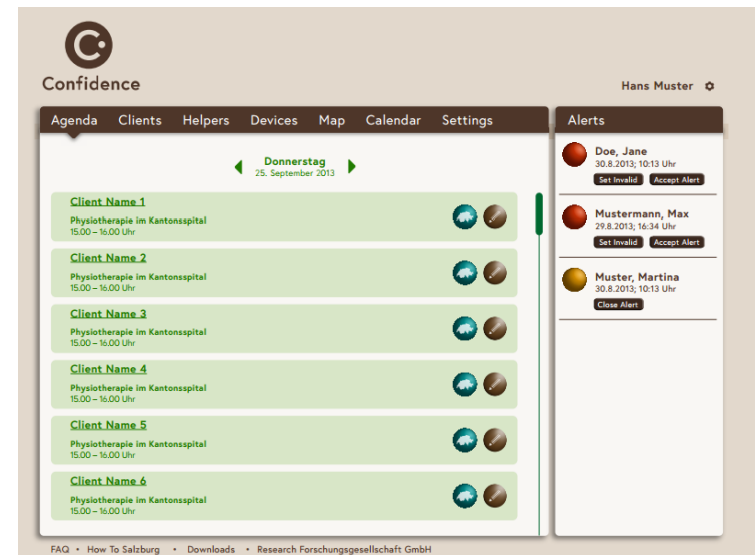 Confidence
Hans Muster
Agenda Clients Helpers Devices Map Calendar Settings
Alerts
Donnerstag
25. September 2013
Client Name 1
Physiotherapie im Kantonsspital
15.00 – 16.00 Uhr
Client Name 2
Physiotherapie im Kantonsspital
15.00 – 16.00 Uhr
Client Name 3
Physiotherapie im Kantonsspital
15.00 – 16.00 Uhr
Client Name 4
Physiotherapie im Kantonsspital
15.00 – 16.00 Uhr
Client Name 5
Physiotherapie im Kantonsspital
15.00 – 16.00 Uhr
Client Name 6
Physiotherapie im Kantonsspital
15.00 – 16.00 Uhr
Doe, Jane
30.8.2013; 10:13 Uhr
Set Invalid Accept Alert
Mustermann, Max
29.8.2013; 16:34 Uhr
Set Invalid Accept Alert
Muster, Martina
30.8.2013; 10:13 Uhr
Close Alert
FAQ • How To Salzburg • Downloads • Research Forschungsgesellschaft GmbH